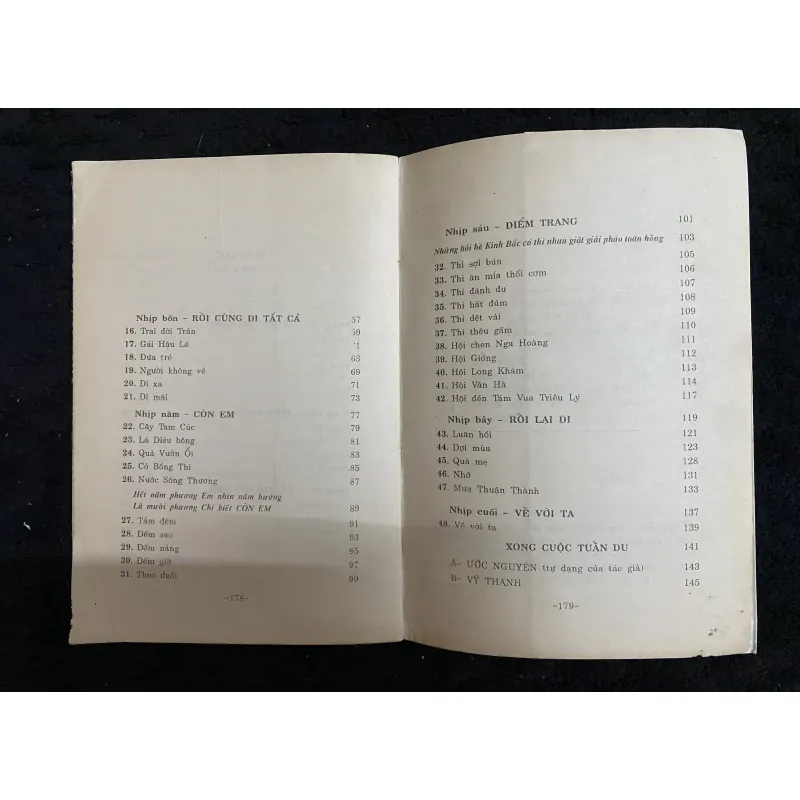 Nhịp bốn - RỒI CŨNG ĐI TẤT CẢ 57
16. Trai đời Trần 59
17. Gái Hậu Lê 1
18. Đứa trẻ 63
19. Người không về 69
20. Đi xa 71
21. Đi mãi 73
Nhịp năm - CÒN EM 77
22. Cây Tam Cúc 79
23. Lá Diêu bông 81
24. Quả Vườn Ổi 83
25. Cỏ Bồng Thi 85
26. Nước Sông Thương 87
Hết năm phương Em nhìn năm hướng
Là mười phương Chị biết CÒN EM 89
27. Tắm đêm 91
28. Đếm sao 93
29. Đếm nắng 95
30. Đếm giờ 97
31. Theo đuổi 99
-178-
Nhịp sáu - ĐIỂM TRANG 101
Những hội hè Kinh Bắc có thi nhau giật giải pháo toàn hồng 103
32. Thi sợi bún 105
33. Thi ăn mía thổi cơm 106
34. Thi đánh đu 107
35. Thi hát đúm 108
36. Thi dệt vải 109
37. Thi thêu gấm 110
38. Hội chen Nga Hoàng 111
39. Hội Gióng 112
40. Hội Long Khám 113
41. Hội Vân Hà 114
42. Hội đền Tám Vua Triều Lý 117
Nhịp bảy - RỒI LẠI ĐI 119
43. Luân hồi 121
44. Đợi mùa 123
45. Quà mẹ 128
46. Nhớ 131
47. Mưa Thuận Thành 133
Nhịp cuối - VỀ VỚI TA 137
48. Về với ta 139
XONG CUỘC TUẦN DU 141
A- ƯỚC NGUYỆN (tự dạng của tác giả) 143
B- VỸ THANH 145
-179-